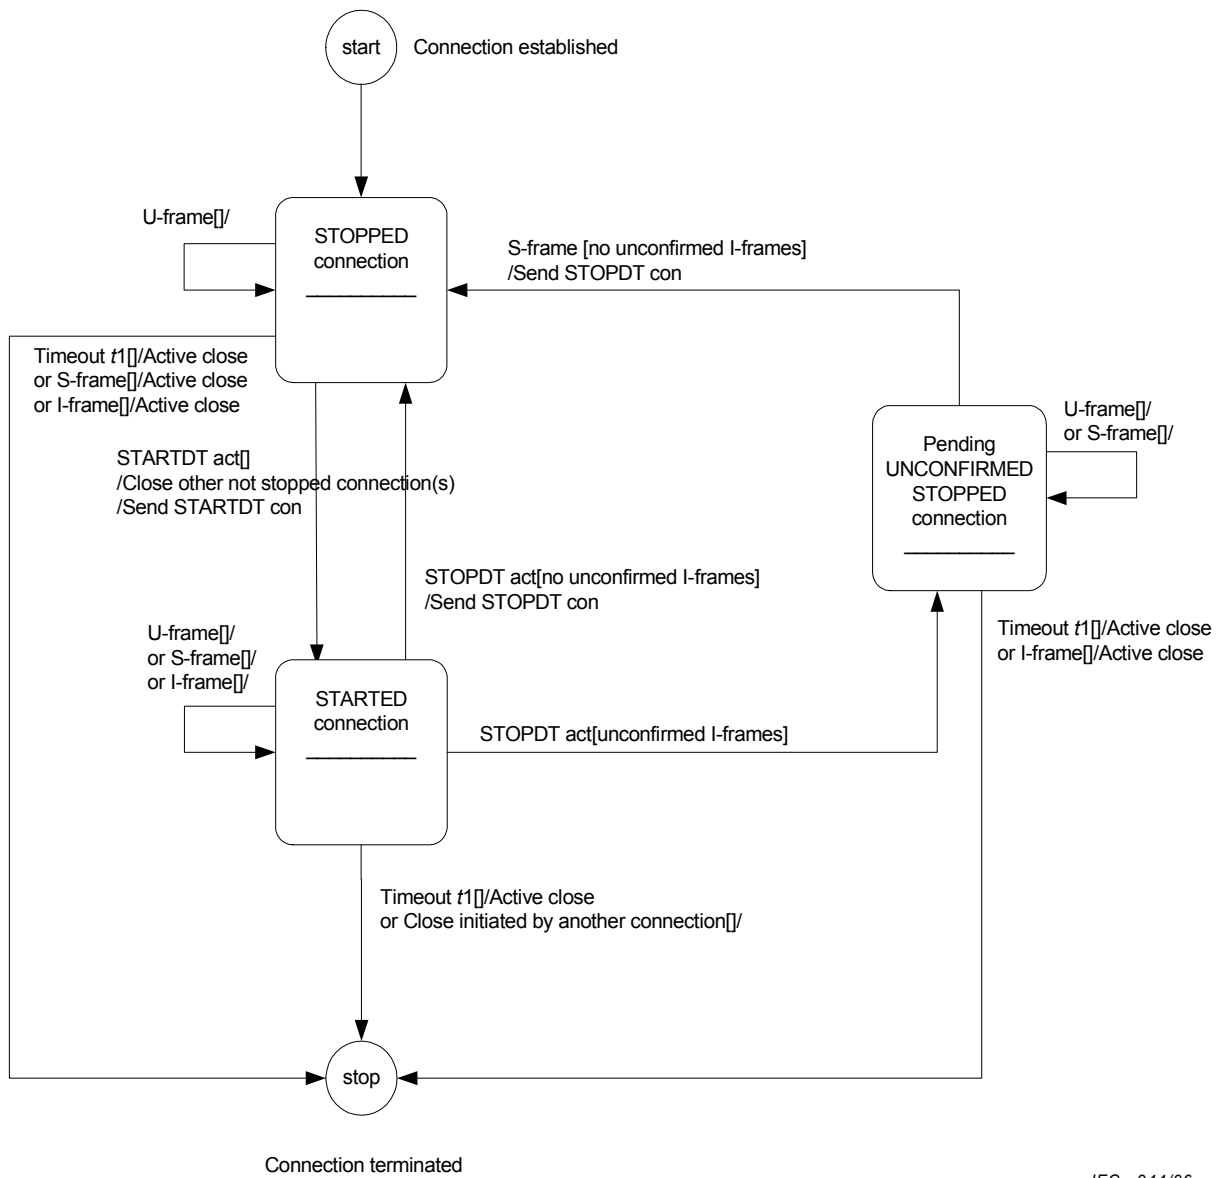 start
Connection established
U-frame[]/
STOPPED
connection
S-frame [no unconfirmed I-frames]
/Send STOPDT con
Timeout t1[]/Active close
or S-frame[]/Active close
or I-frame[]/Active close
U-frame[]/
or S-frame[]/
Pending
UNCONFIRMED
STOPPED
connection
STARTDT act[]
/Close other not stopped connection(s)
/Send STARTDT con
STOPDT act[no unconfirmed I-frames]
/Send STOPDT con
U-frame[]/
or S-frame[]/
or I-frame[]/
Timeout t1[]/Active close
or I-frame[]/Active close
STARTED
connection
STOPDT act[unconfirmed I-frames]
Timeout t1[]/Active close
or Close initiated by another connection[]/
stop
Connection terminated